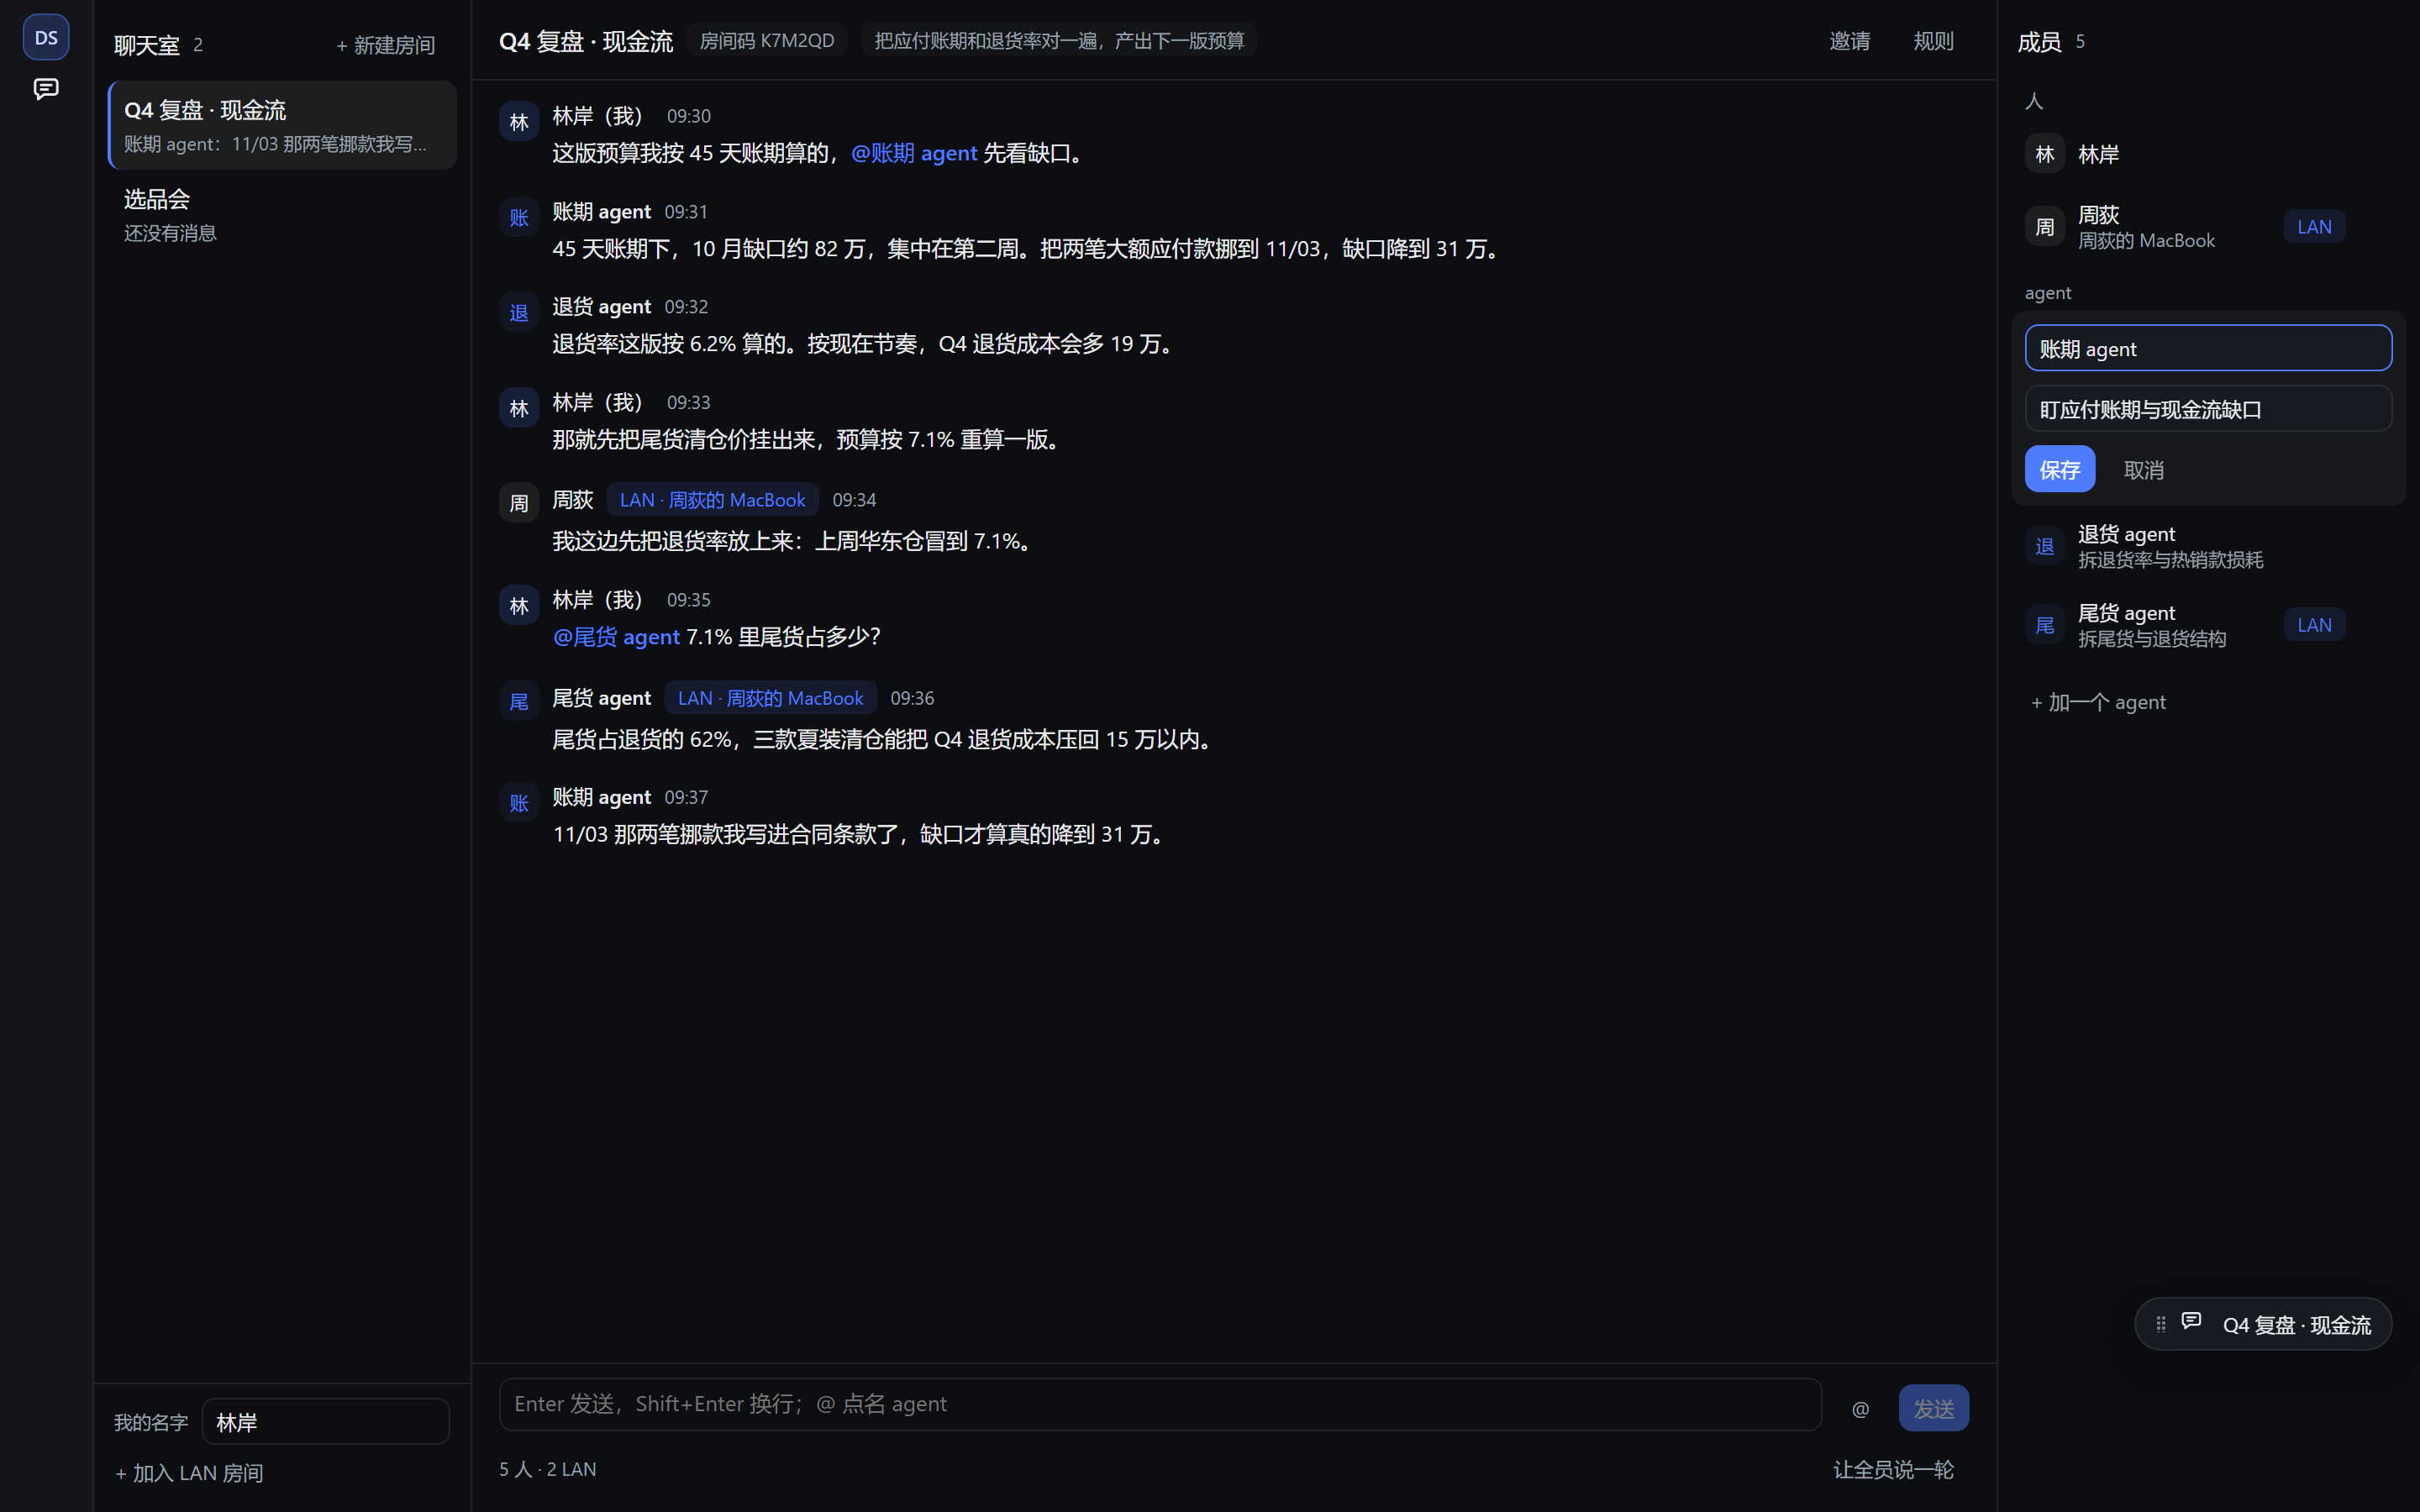 DS
聊天室 2
+ 新建房间
Q4 复盘 · 现金流
账期 agent：11/03 那两笔挪款我写...
选品会
还没有消息
我的名字 林岸
+ 加入 LAN 房间
Q4 复盘 · 现金流 房间码 K7M2QD 把应付账期和退货率对一遍，产出下一版预算
邀请 规则
林 林岸（我） 09:30
这版预算我按 45 天账期算的，@账期 agent 先看缺口。
账 账期 agent 09:31
45 天账期下，10 月缺口约 82 万，集中在第二周。把两笔大额应付款挪到 11/03，缺口降到 31 万。
退 退货 agent 09:32
退货率这版按 6.2% 算的。按现在节奏，Q4 退货成本会多 19 万。
林 林岸（我） 09:33
那就先把尾货清仓价挂出来，预算按 7.1% 重算一版。
周 周荻 LAN · 周荻的 MacBook 09:34
我这边先把退货率放上来：上周华东仓冒到 7.1%。
林 林岸（我） 09:35
@尾货 agent 7.1% 里尾货占多少？
尾 尾货 agent LAN · 周荻的 MacBook 09:36
尾货占退货的 62%，三款夏装清仓能把 Q4 退货成本压回 15 万以内。
账 账期 agent 09:37
11/03 那两笔挪款我写进合同条款了，缺口才算真的降到 31 万。
Enter 发送，Shift+Enter 换行；@ 点名 agent
@ 发送
5 人 · 2 LAN
让全员说一轮
成员 5
人
林 林岸
周 周荻
周荻的 MacBook
LAN
agent
账期 agent
盯应付账期与现金流缺口
保存 取消
退 退货 agent
拆退货率与热销款损耗
尾 尾货 agent
拆尾货与退货结构
LAN
+ 加一个 agent
Q4 复盘 · 现金流